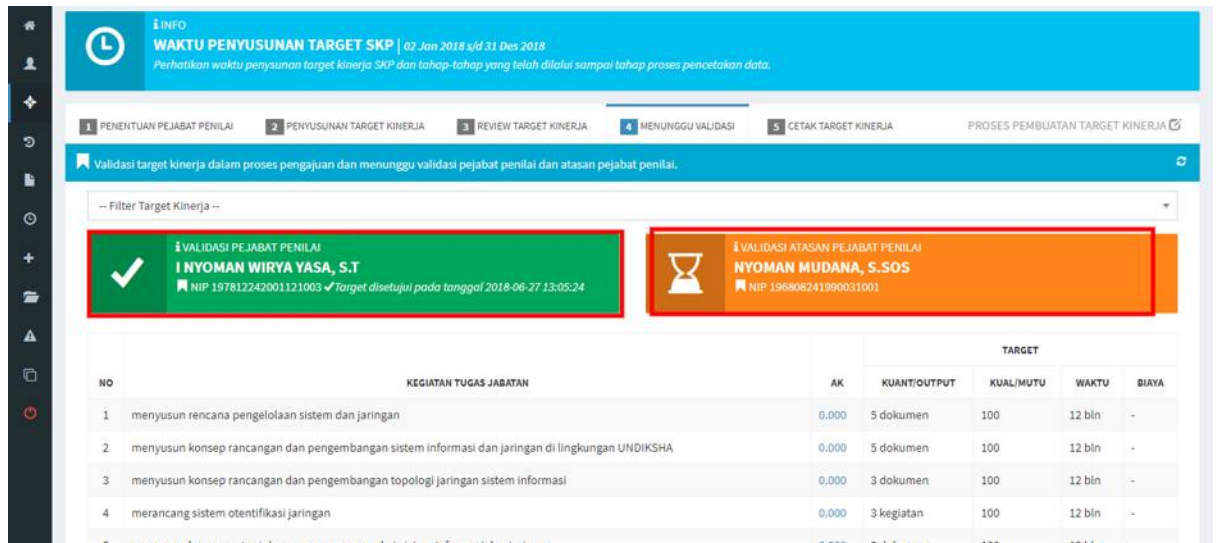 INFO
WAKTU PENYUSUNAN TARGET SKP | 02 Jan 2018 s/d 31 Des 2018
Perhatikan waktu penysunan target kinerja SKP dan tahap-tahap yang telah dilalui sampai tahap proses pencetakan data.
1 PENENTUAN PEJABAT PENILAI 2 PENYUSUNAN TARGET KINERJA 3 REVIEW TARGET KINERJA 4 MENUNGGU VALIDASI 5 CETAK TARGET KINERJA PROSES PEMBUATAN TARGET KINERJA
Validasi target kinerja dalam proses pengajuan dan menunggu validasi pejabat penilai dan atasan pejabat penilai.
-- Filter Target Kinerja --
VALIDASI PEJABAT PENILAI
I NYOMAN WIRYA YASA, S.T
NIP 197812242001121003 Target disetujui pada tanggal 2018-06-27 13:05:24
VALIDASI ATASAN PEJABAT PENILAI
NYOMAN MUDANA, S.SOS
NIP 196808241990031001
TARGET
NO KEGIATAN TUGAS JABATAN AK KUANT/OUTPUT KUAL/MUTU WAKTU BIAYA
1 menyusun rencana pengelolaan sistem dan jaringan 0.000 5 dokumen 100 12 bln -
2 menyusun konsep rancangan dan pengembangan sistem informasi dan jaringan di lingkungan UNDIKSHA 0.000 5 dokumen 100 12 bln -
3 menyusun konsep rancangan dan pengembangan topologi jaringan sistem informasi 0.000 3 dokumen 100 12 bln -
4 merancang sistem otentifikasi jaringan 0.000 3 kegiatan 100 12 bln -